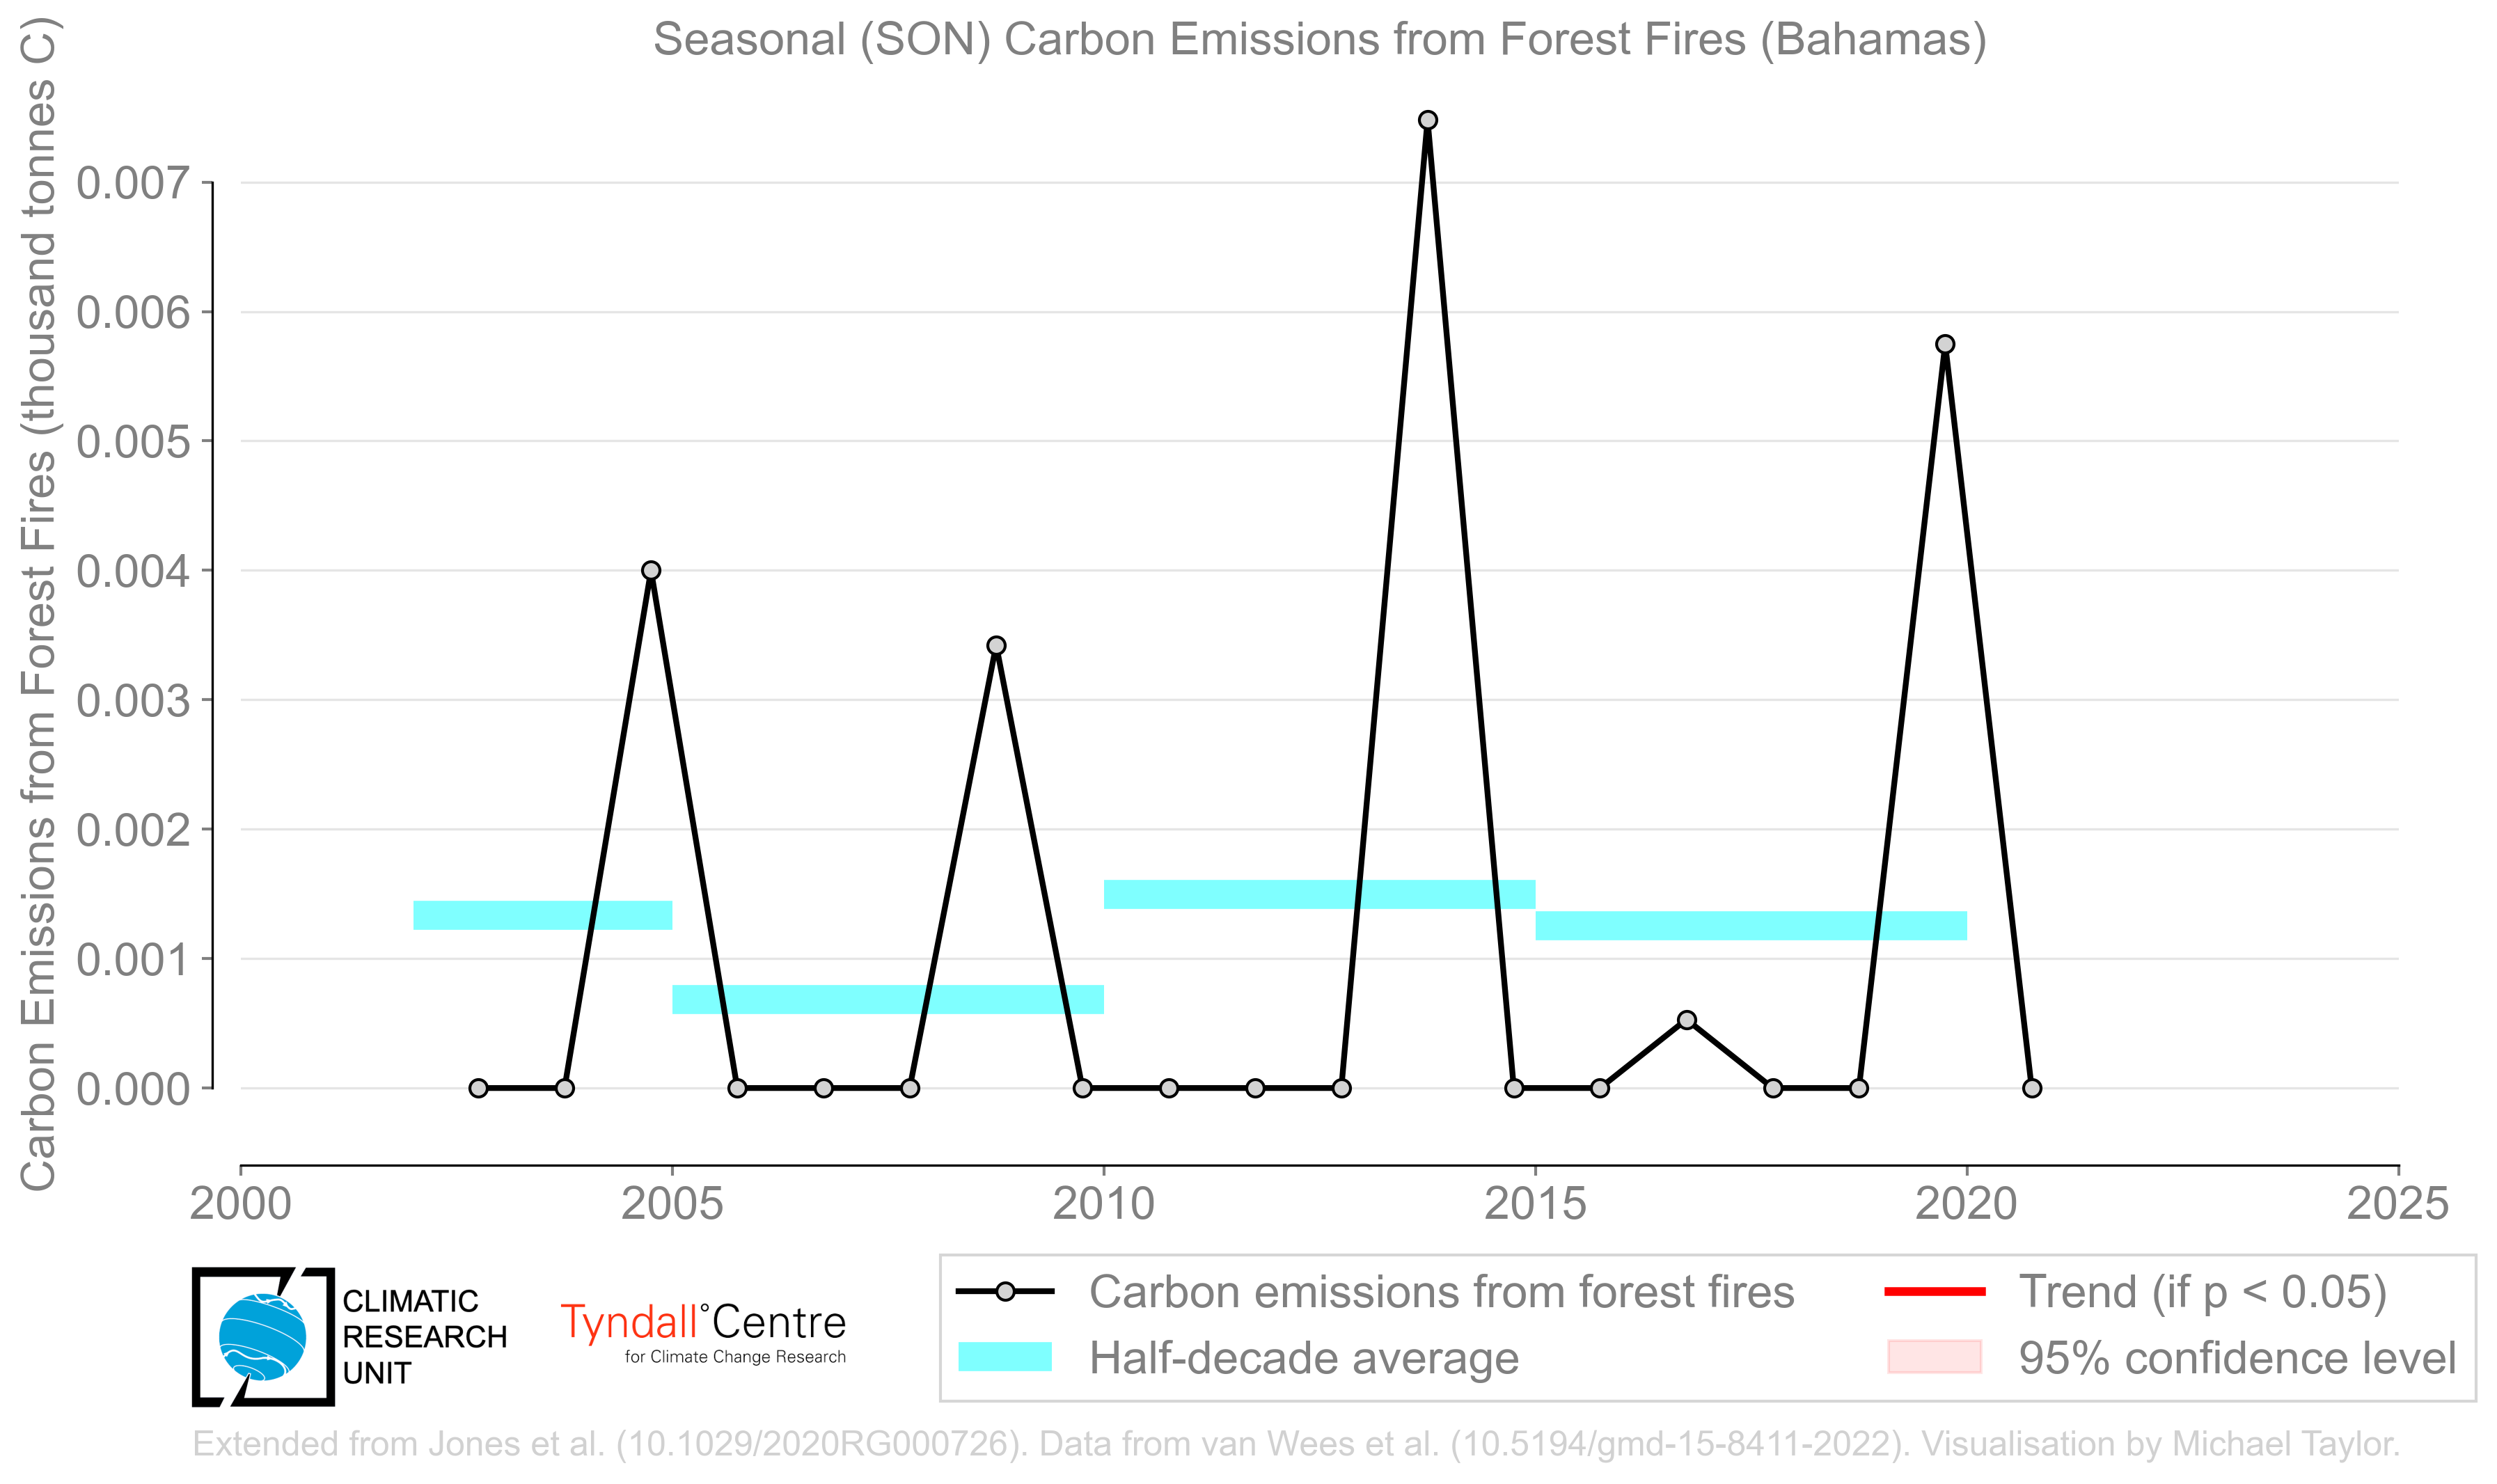 Seasonal (SON) Carbon Emissions from Forest Fires (Bahamas)
Carbon Emissions from Forest Fires (thousand tonnes C)
0.007
0.006
0.005
0.004
0.003
0.002
0.001
0.000
2000 2005 2010 2015 2020 2025
CLIMATIC
RESEARCH
UNIT
Tyndall°Centre
for Climate Change Research
Carbon emissions from forest fires
Half-decade average
Trend (if p < 0.05)
95% confidence level
Extended from Jones et al. (10.1029/2020RG000726). Data from van Wees et al. (10.5194/gmd-15-8411-2022). Visualisation by Michael Taylor.